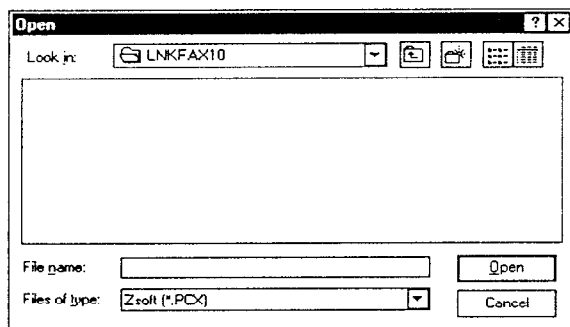 Open
Look in: LNKFAX10
File name: Open
Files of type: Zsoft (*.PCX) Cancel